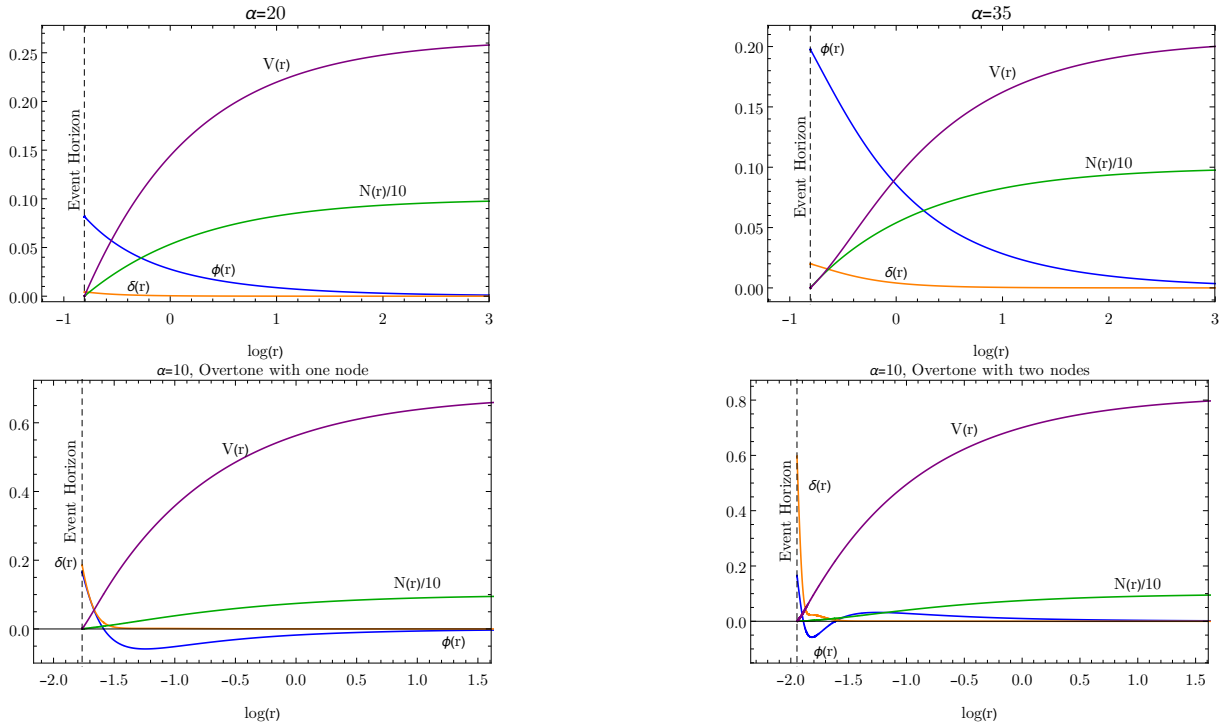 α=20
V(r)
N(r)/10
ϕ(r)
δ(r)
Event Horizon
0.25
0.20
0.15
0.10
0.05
0.00
-1 0 1 2 3
log(r)
α=35
ϕ(r)
V(r)
N(r)/10
δ(r)
Event Horizon
0.20
0.15
0.10
0.05
0.00
-1 0 1 2 3
log(r)
α=10, Overtone with one node
V(r)
δ(r)
N(r)/10
ϕ(r)
Event Horizon
0.6
0.4
0.2
0.0
-2.0 -1.5 -1.0 -0.5 0.0 0.5 1.0 1.5
log(r)
α=10, Overtone with two nodes
V(r)
δ(r)
N(r)/10
ϕ(r)
Event Horizon
0.8
0.6
0.4
0.2
0.0
-2.0 -1.5 -1.0 -0.5 0.0 0.5 1.0 1.5
log(r)